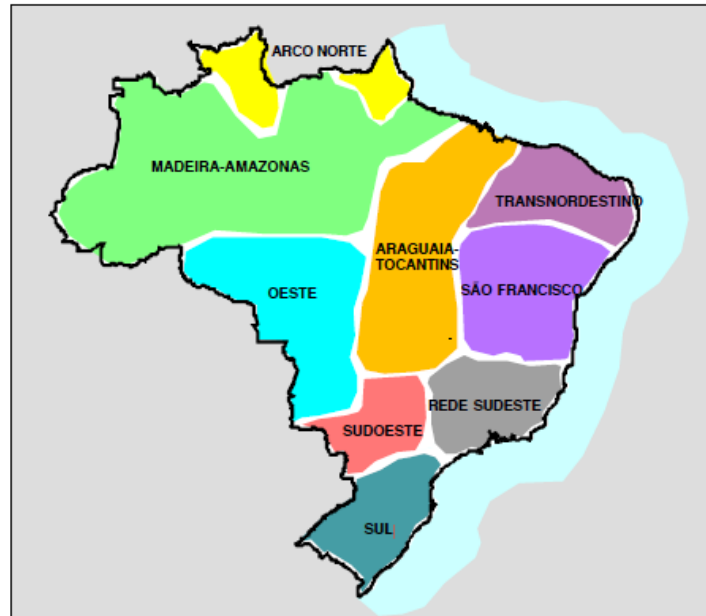 ARCO NORTE
MADEIRA-AMAZONAS
TRANSNORDESTINO
ARAGUAIA-
TOCANTINS
OESTE
SÃO FRANCISCO
REDE SUDESTE
SUDOESTE
SUL